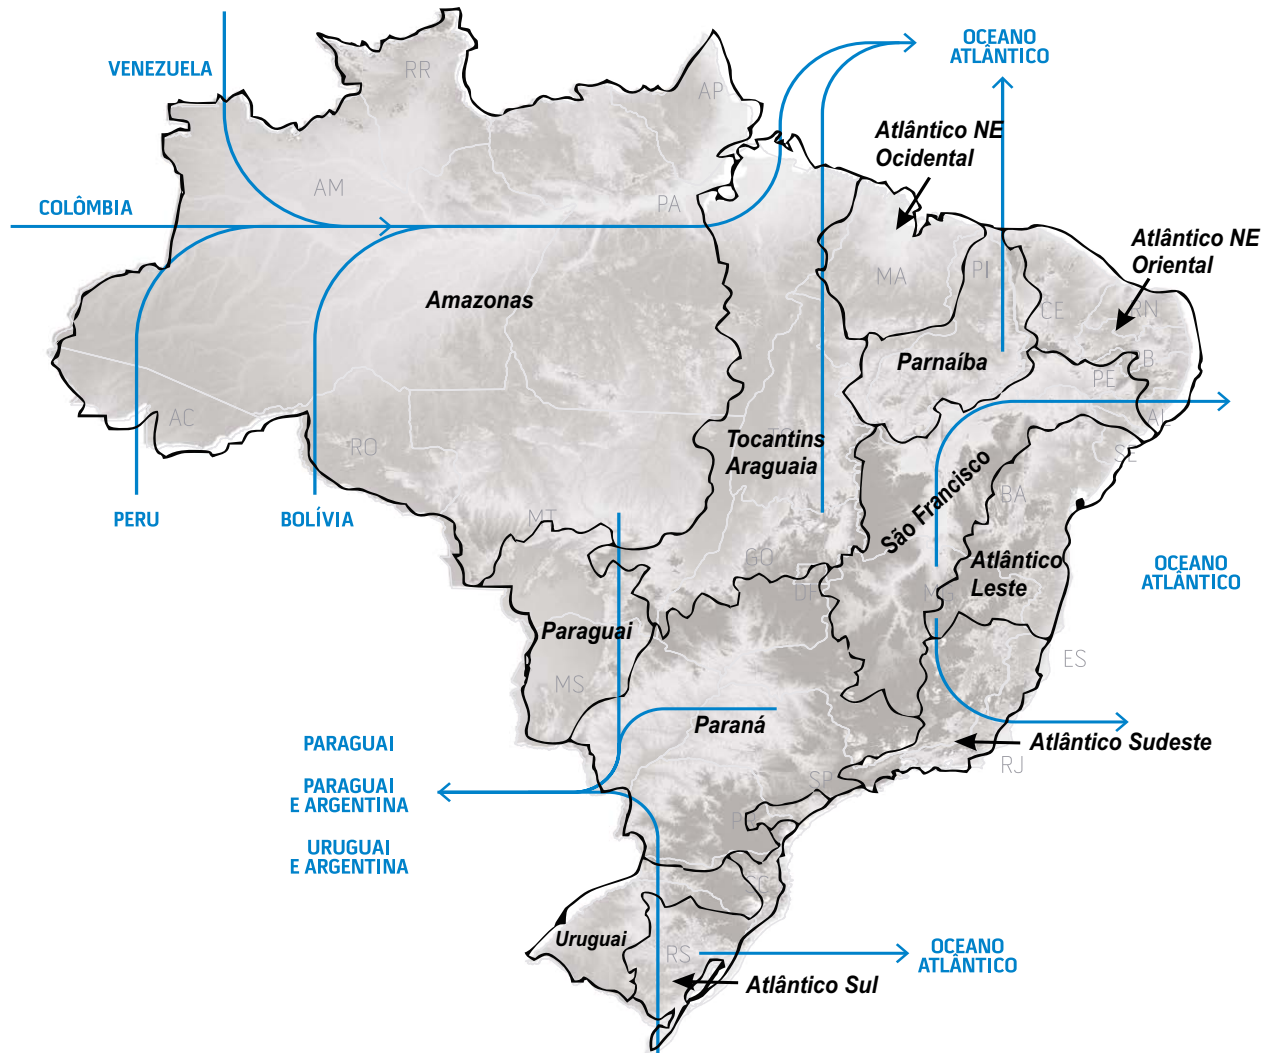 OCEANO
ATLÂNTICO
VENEZUELA
RR
AP
Atlântico NE
Ocidental
AM
PA
COLÔMBIA
Atlântico NE
Oriental
MA
PI
Amazonas
CE
RN
Parnaíba
PB
PE
AC
AL
RO
Tocantins
Araguaia
TO
SE
São Francisco
BA
PERU
BOLÍVIA
MT
GO
DF
Atlântico
Leste
MG
OCEANO
ATLÂNTICO
Paraguai
ES
MS
Paraná
PARAGUAI
Atlântico Sudeste
RJ
SP
PARAGUAI
E ARGENTINA
PR
URUGUAI
E ARGENTINA
SC
Uruguai
RS
OCEANO
ATLÂNTICO
Atlântico Sul